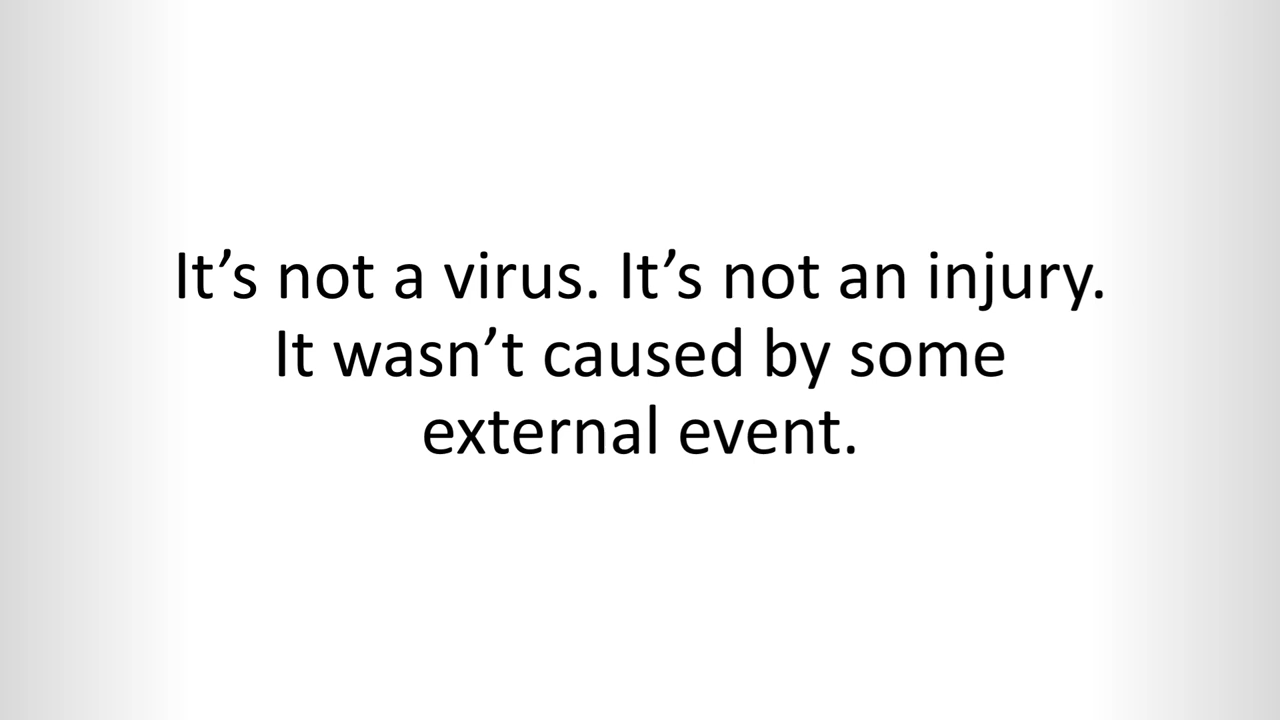 It’s not a virus. It’s not an injury.
It wasn’t caused by some
external event.